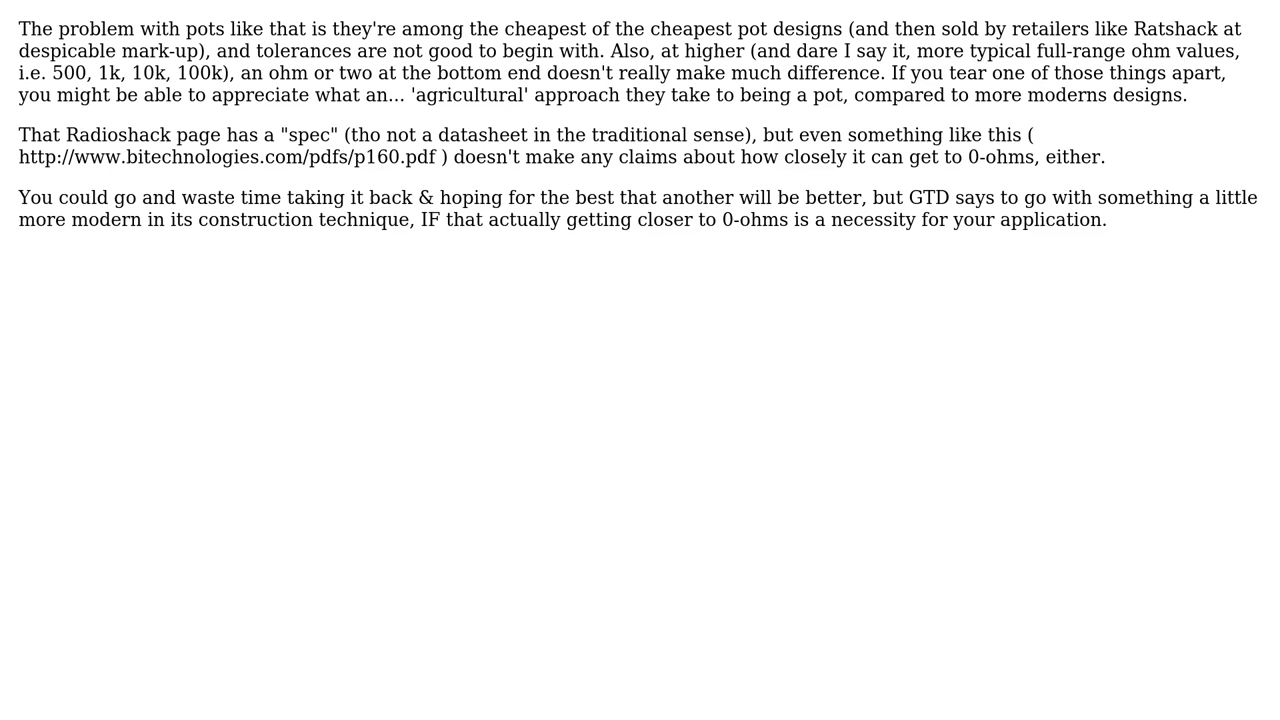 The problem with pots like that is they're among the cheapest of the cheapest pot designs (and then sold by retailers like Ratshack at
despicable mark-up), and tolerances are not good to begin with. Also, at higher (and dare I say it, more typical full-range ohm values,
i.e. 500, 1k, 10k, 100k), an ohm or two at the bottom end doesn't really make much difference. If you tear one of those things apart,
you might be able to appreciate what an... 'agricultural' approach they take to being a pot, compared to more moderns designs.
That Radioshack page has a "spec" (tho not a datasheet in the traditional sense), but even something like this (
http://www.bitechnologies.com/pdfs/p160.pdf ) doesn't make any claims about how closely it can get to 0-ohms, either.
You could go and waste time taking it back & hoping for the best that another will be better, but GTD says to go with something a little
more modern in its construction technique, IF that actually getting closer to 0-ohms is a necessity for your application.